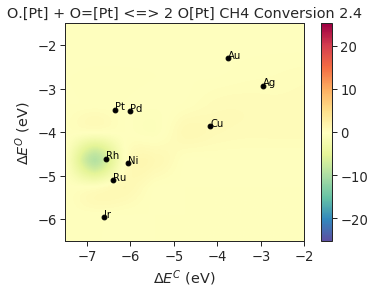 O.[Pt] + O=[Pt] <=> 2 O[Pt] CH4 Conversion 2.4
ΔE^O (eV)
−2
−3
−4
−5
−6
Au
Ag
Pt
Pd
Cu
Rh
Ni
Ru
Ir
−7
−6
−5
−4
−3
−2
ΔE^C (eV)
20
10
0
−10
−20